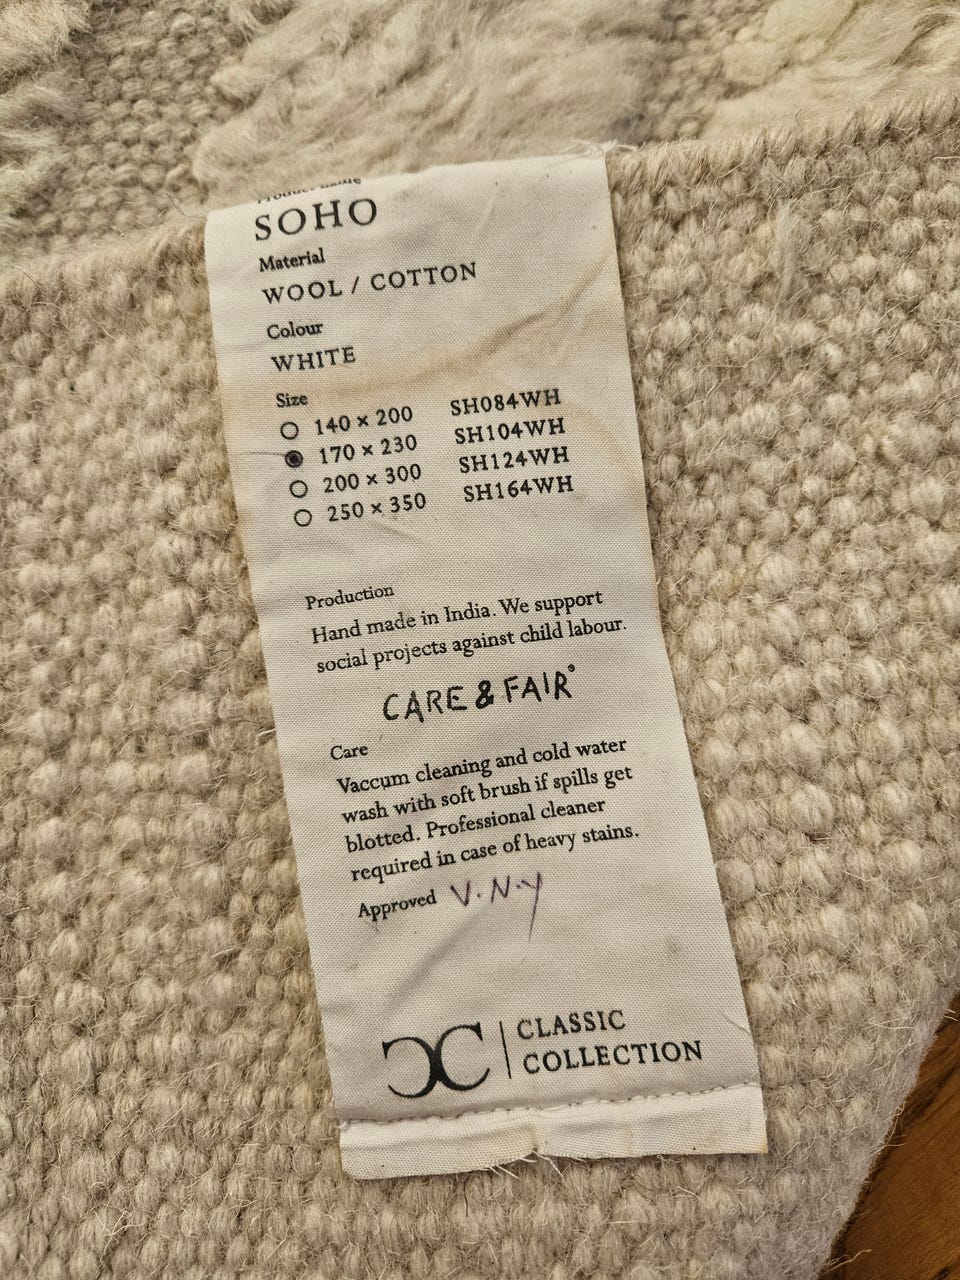 Product name
SOHO
Material
WOOL / COTTON
Colour
WHITE
Size
140 × 200 SH084WH
170 × 230 SH104WH
200 × 300 SH124WH
250 × 350 SH164WH
Production
Hand made in India. We support
social projects against child labour.
CARE & FAIR®
Care
Vaccum cleaning and cold water
wash with soft brush if spills get
blotted. Professional cleaner
required in case of heavy stains.
Approved V.N.Y
CC | CLASSIC
COLLECTION